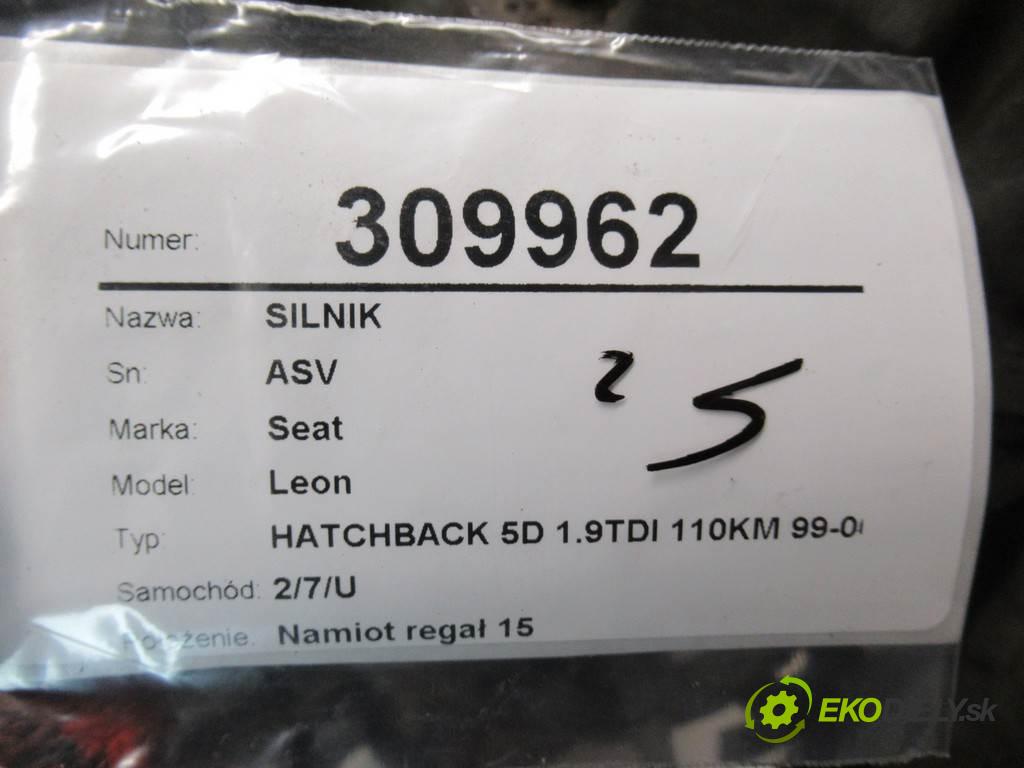 Numer: 309962
Nazwa: SILNIK
Sn: ASV
Marka: Seat
Model: Leon
Typ: HATCHBACK 5D 1.9TDI 110KM 99-0
Samochód: 2/7/U
Położenie: Namiot regał 15
2 5
EKODIELY.sk